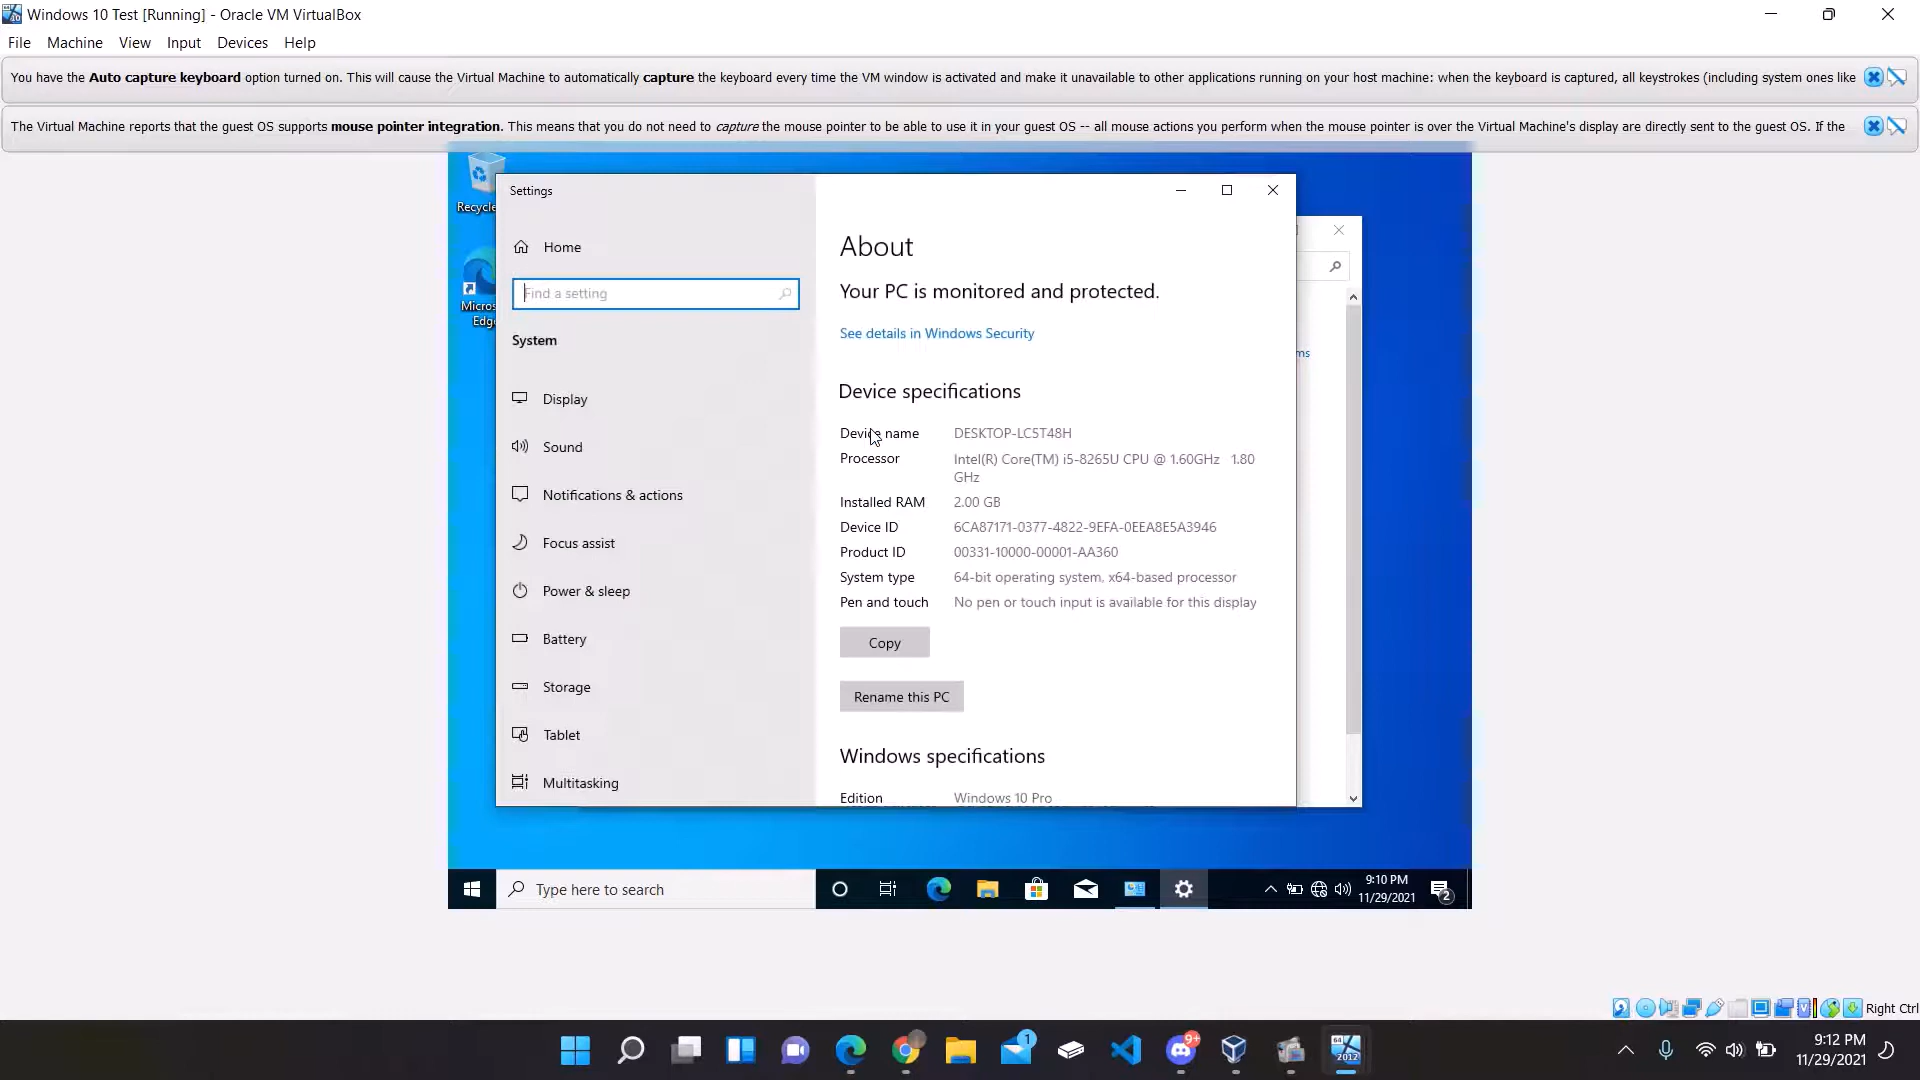 Windows 10 Test [Running] - Oracle VM VirtualBox
File Machine View Input Devices Help
You have the Auto capture keyboard option turned on. This will cause the Virtual Machine to automatically capture the keyboard every time the VM window is activated and make it unavailable to other applications running on your host machine: when the keyboard is captured, all keystrokes (including system ones like
The Virtual Machine reports that the guest OS supports mouse pointer integration. This means that you do not need to capture the mouse pointer to be able to use it in your guest OS -- all mouse actions you perform when the mouse pointer is over the Virtual Machine's display are directly sent to the guest OS. If the
Recycle
Micros
Edge
Settings
Home
Find a setting
System
Display
Sound
Notifications & actions
Focus assist
Power & sleep
Battery
Storage
Tablet
Multitasking
About
Your PC is monitored and protected.
See details in Windows Security
Device specifications
Device name DESKTOP-LC5T48H
Processor Intel(R) Core(TM) i5-8265U CPU @ 1.60GHz 1.80
GHz
Installed RAM 2.00 GB
Device ID 6CA87171-0377-4822-9EFA-0EEA8E5A3946
Product ID 00331-10000-00001-AA360
System type 64-bit operating system, x64-based processor
Pen and touch No pen or touch input is available for this display
Copy
Rename this PC
Windows specifications
Edition Windows 10 Pro
ms
Type here to search
9:10 PM
11/29/2021
2
Right Ctrl
1
9+
64
2012
9:12 PM
11/29/2021